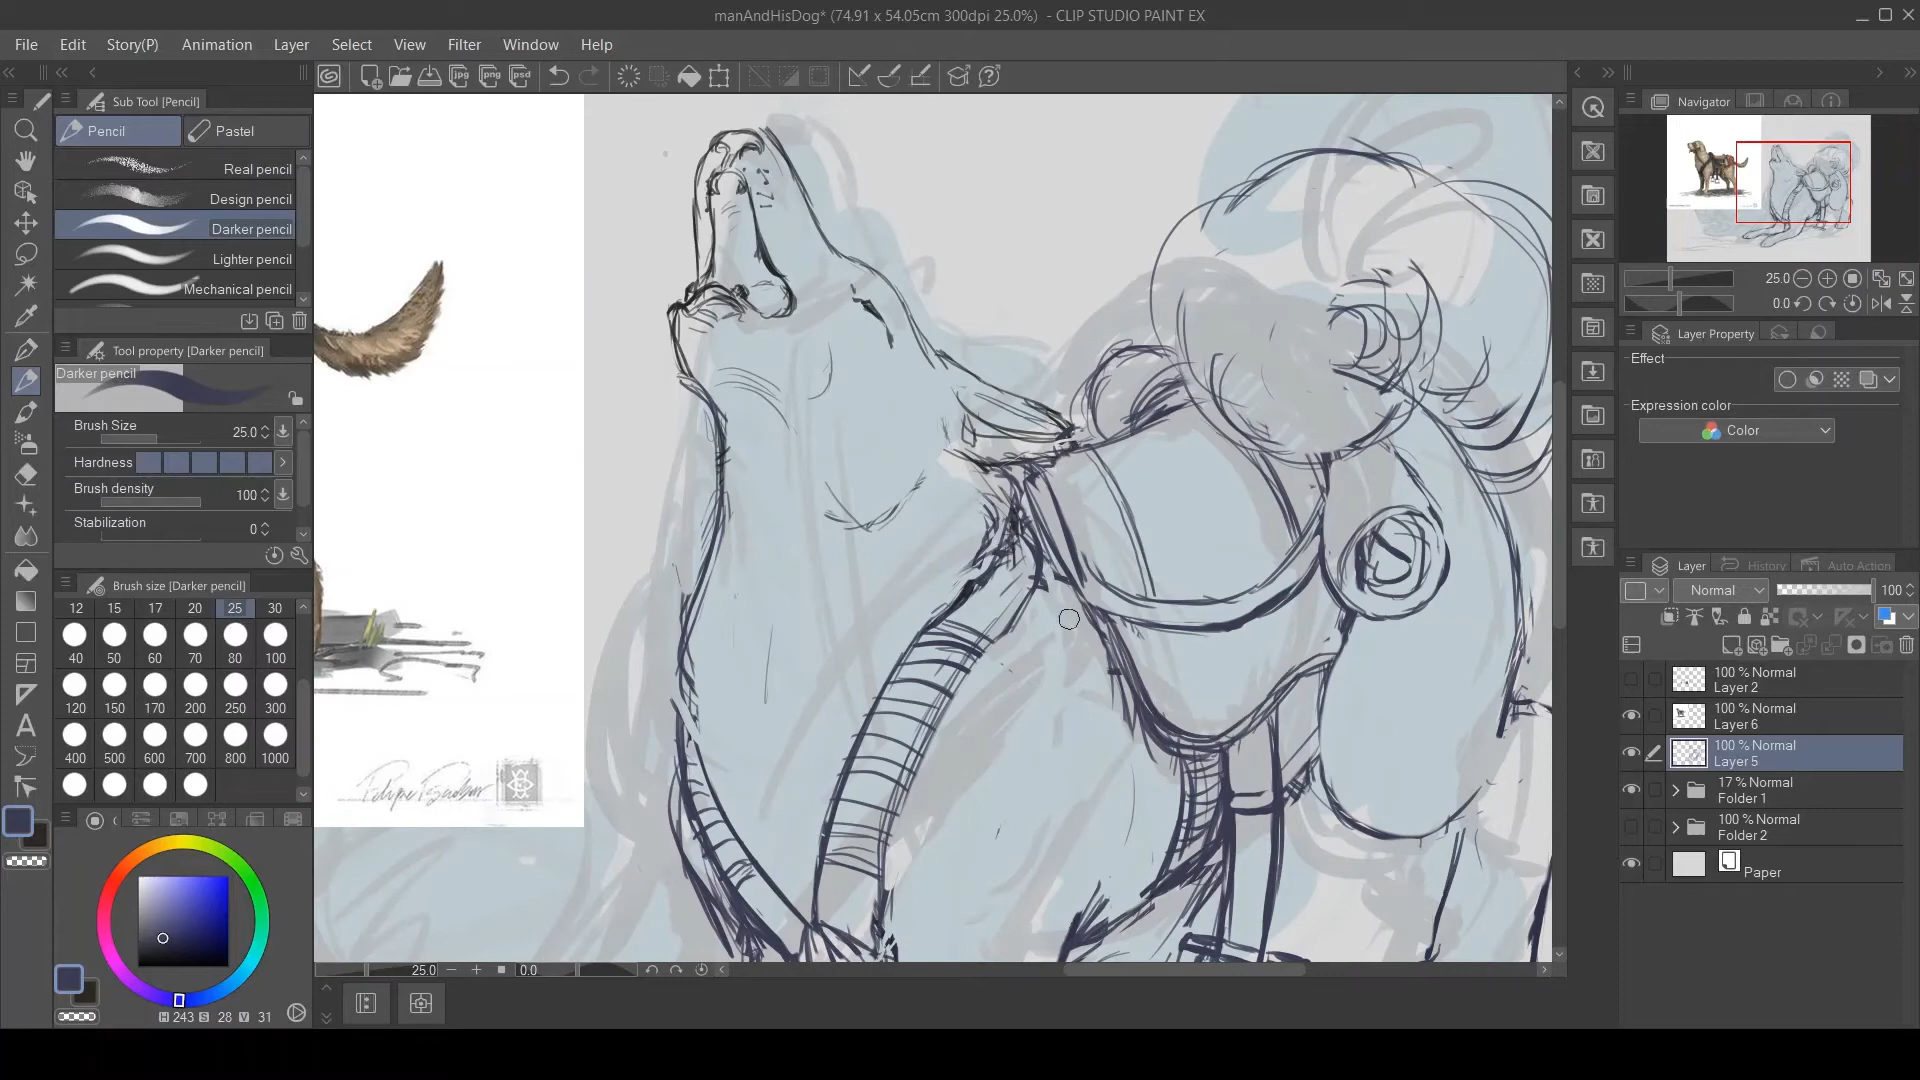 manAndHisDog* (74.91 x 54.05cm 300dpi 25.0%) - CLIP STUDIO PAINT EX
File Edit Story(P) Animation Layer Select View Filter Window Help
jpg png psd
Sub Tool [Pencil]
Pencil Pastel
Real pencil
Design pencil
Darker pencil
Lighter pencil
Mechanical pencil
Tool property [Darker pencil]
Darker pencil
Brush Size 25.0
Hardness
Brush density 100
Stabilization 0
Brush size [Darker pencil]
12 15 17 20 25 30
40 50 60 70 80 100
120 150 170 200 250 300
400 500 600 700 800 1000
H 243 S 28 V 31
25.0 0.0
Navigator
25.0
0.0
Layer Property
Effect
Expression color
Color
Layer History Auto Action
Normal 100
100 % Normal
Layer 2
100 % Normal
Layer 6
100 % Normal
Layer 5
17 % Normal
Folder 1
100 % Normal
Folder 2
Paper